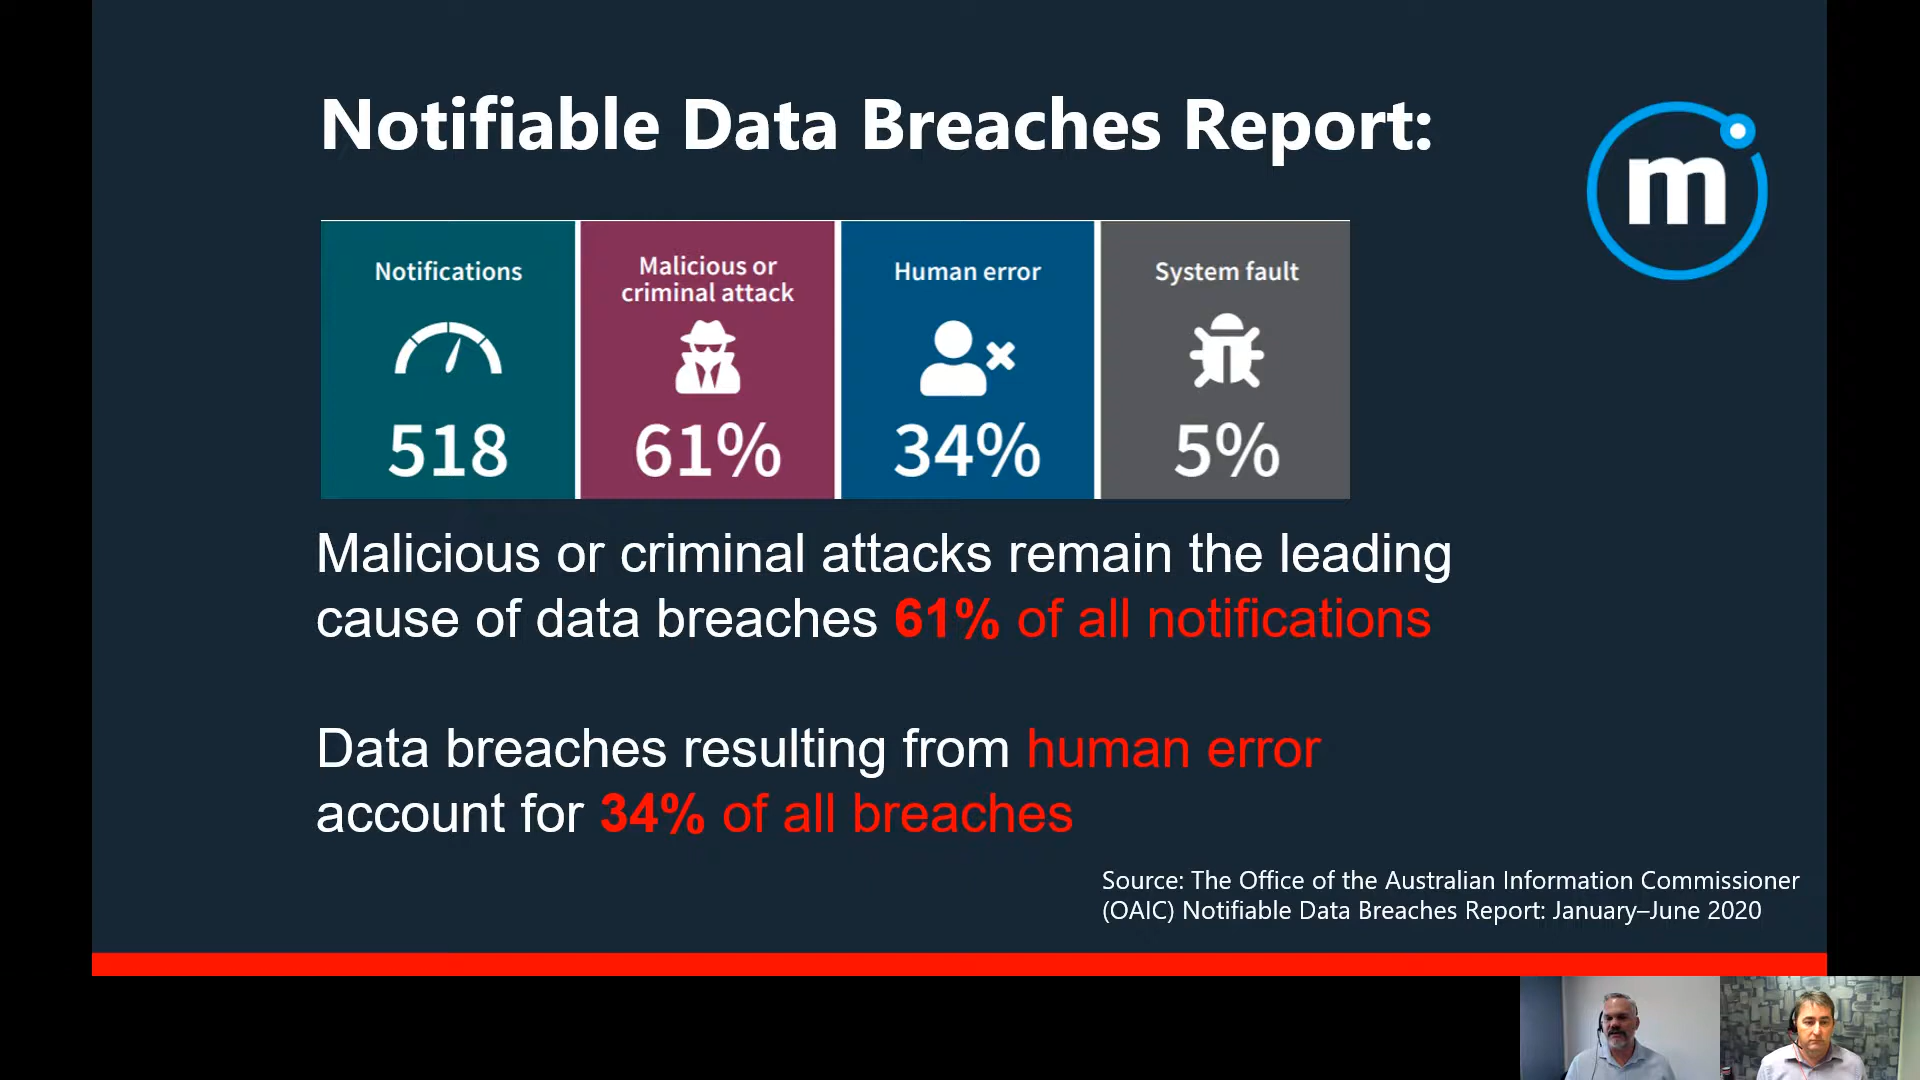 Notifiable Data Breaches Report:
m
Notifications
518
Malicious or
criminal attack
61%
Human error
34%
System fault
5%
Malicious or criminal attacks remain the leading
cause of data breaches 61% of all notifications
Data breaches resulting from human error
account for 34% of all breaches
Source: The Office of the Australian Information Commissioner
(OAIC) Notifiable Data Breaches Report: January–June 2020